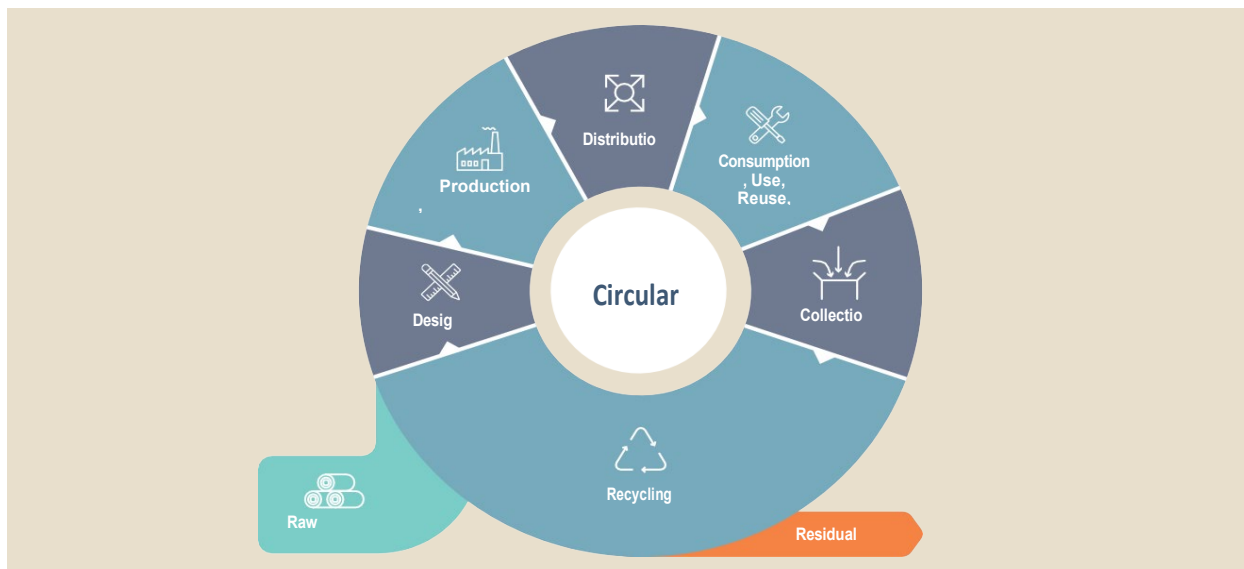 Distributio
Consumption
, Use,
Reuse,
Production
,
Circular
Desig
Collectio
Recycling
Raw
Residual